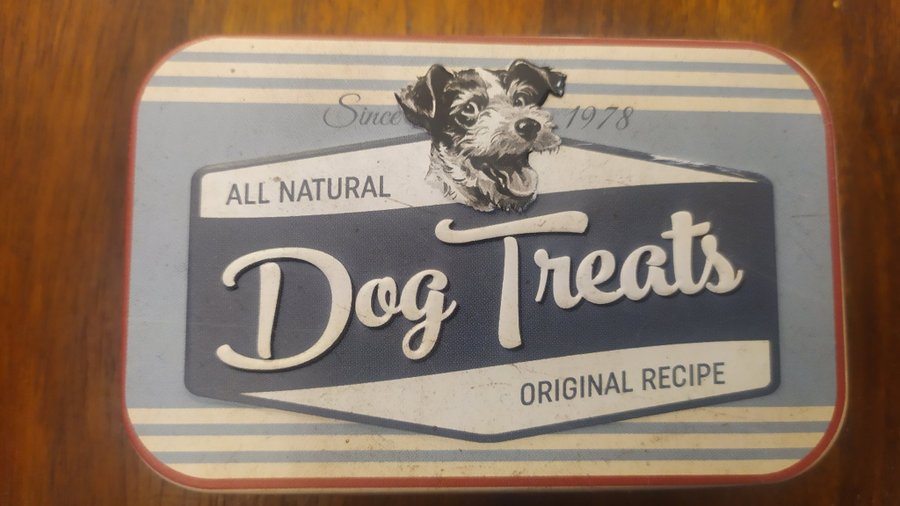 Since 1978
ALL NATURAL
Dog Treats
ORIGINAL RECIPE